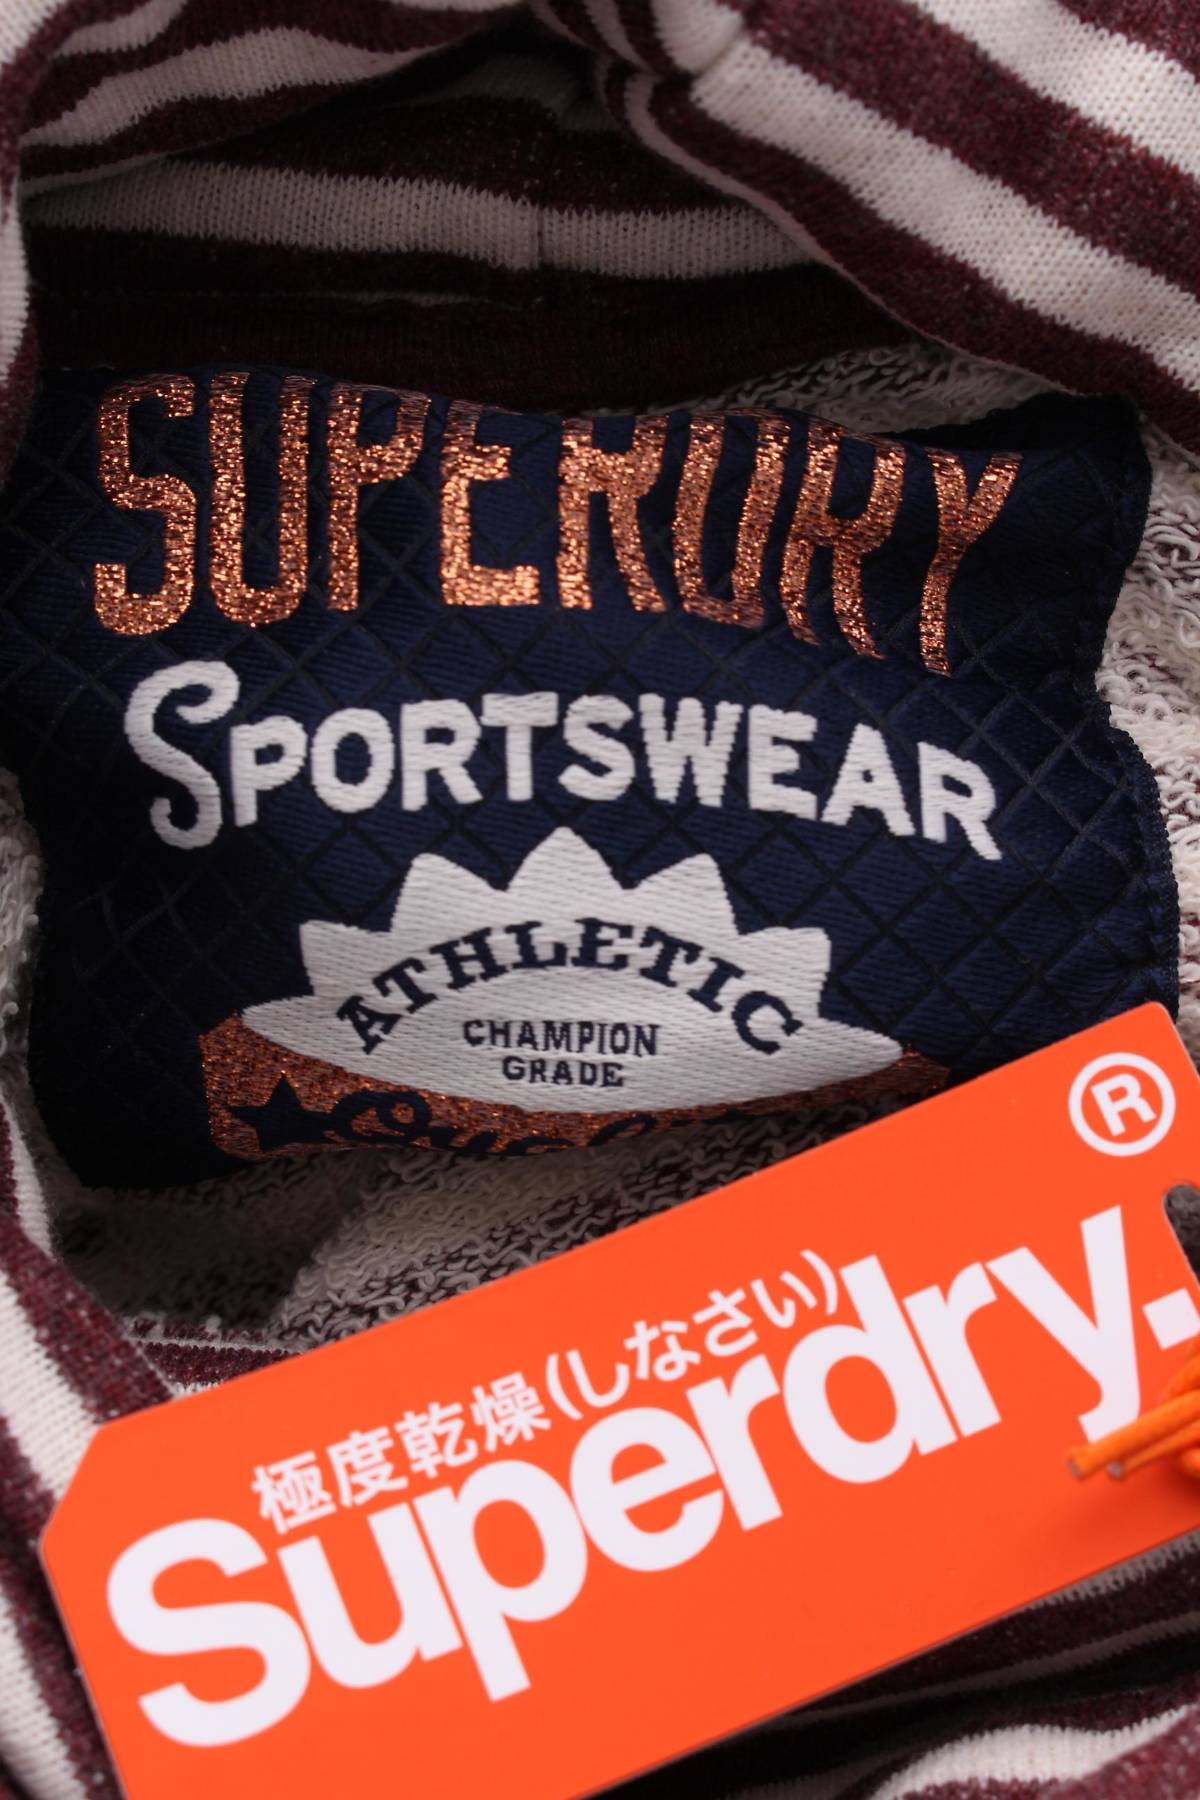 SUPERDRY
SPORTSWEAR
ATHLETIC
CHAMPION
GRADE
®
極度乾燥(しなさい)
Superdry.